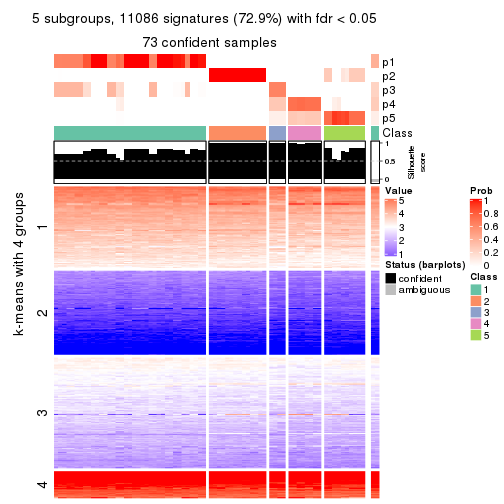 5 subgroups, 11086 signatures (72.9%) with fdr < 0.05
73 confident samples
p1
p2
p3
p4
p5
Class
1
0.5
0
Silhouette
score
k-means with 4 groups
1
2
3
4
Value
5
4
3
2
1
Status (barplots)
confident
ambiguous
Prob
1
0.8
0.6
0.4
0.2
0
Class
1
2
3
4
5